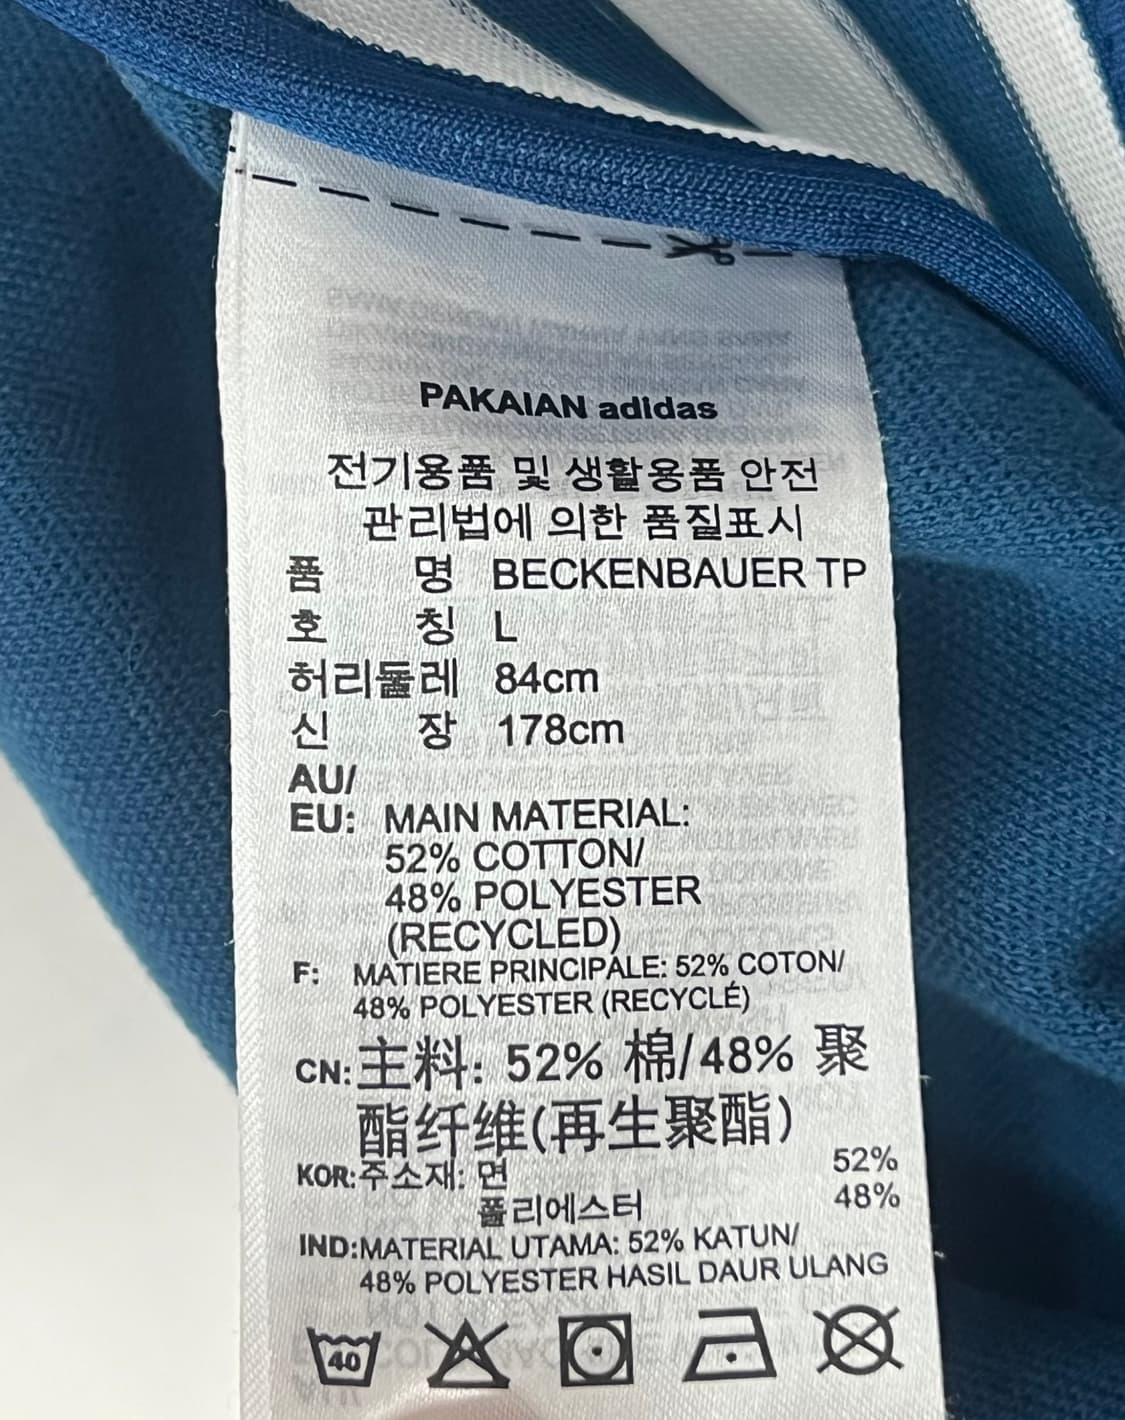 PAKAIAN adidas
전기용품 및 생활용품 안전
관리법에 의한 품질표시
품 명 BECKENBAUER TP
호 칭 L
허리둘레 84cm
신 장 178cm
AU/
EU: MAIN MATERIAL:
52% COTTON/
48% POLYESTER
(RECYCLED)
F: MATIERE PRINCIPALE: 52% COTON/
48% POLYESTER (RECYCLÉ)
CN: 主料: 52% 棉/48% 聚
酯纤维(再生聚酯)
KOR: 주소재: 면 52%
폴리에스터 48%
IND: MATERIAL UTAMA: 52% KATUN/
48% POLYESTER HASIL DAUR ULANG
40